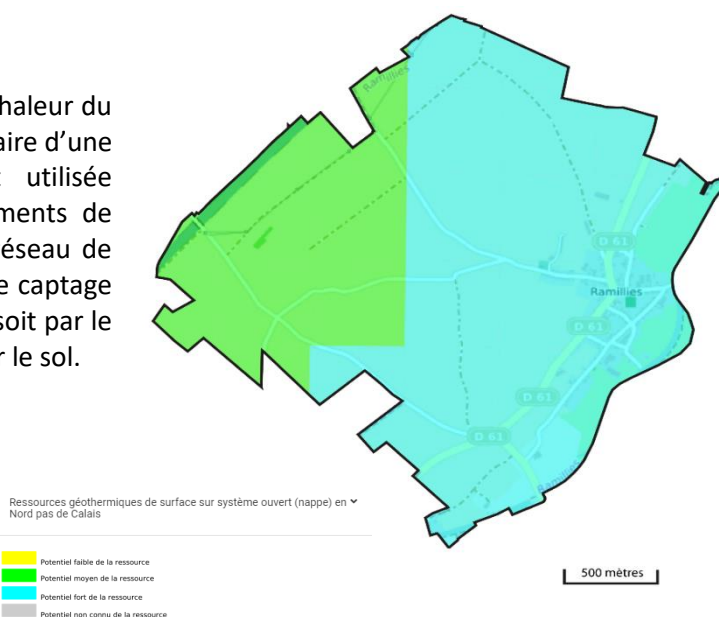 haleur du
aire d’une
utilisée
ments de
éseau de
e captage
soit par le
r le sol.
Ramillies
D 61
Ramillies
D 61
D 61
D 61
Ramillies
500 mètres
Ressources géothermiques de surface sur système ouvert (nappe) en
Nord pas de Calais
Potentiel faible de la ressource
Potentiel moyen de la ressource
Potentiel fort de la ressource
Potentiel non connu de la ressource